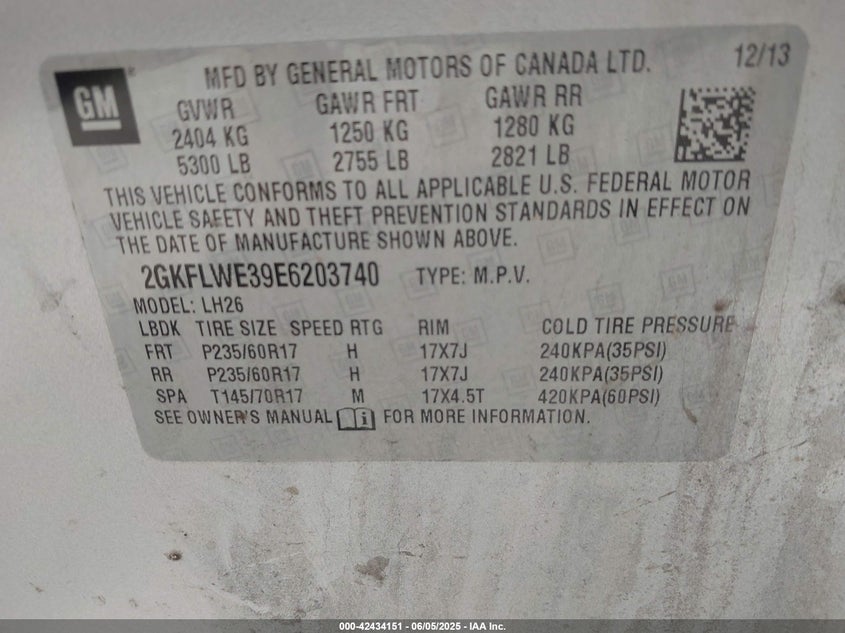 GM
®
MFD BY GENERAL MOTORS OF CANADA LTD. 12/13
GVWR GAWR FRT GAWR RR
2404 KG 1250 KG 1280 KG
5300 LB 2755 LB 2821 LB
THIS VEHICLE CONFORMS TO ALL APPLICABLE U.S. FEDERAL MOTOR
VEHICLE SAFETY AND THEFT PREVENTION STANDARDS IN EFFECT ON
THE DATE OF MANUFACTURE SHOWN ABOVE.
2GKFLWE39E6203740 TYPE: M.P.V.
MODEL: LH26
LBDK TIRE SIZE SPEED RTG RIM COLD TIRE PRESSURE
FRT P235/60R17 H 17X7J 240KPA(35PSI)
RR P235/60R17 H 17X7J 240KPA(35PSI)
SPA T145/70R17 M 17X4.5T 420KPA(60PSI)
SEE OWNER'S MANUAL i FOR MORE INFORMATION.
000-42434151 - 06/05/2025 - IAA Inc.